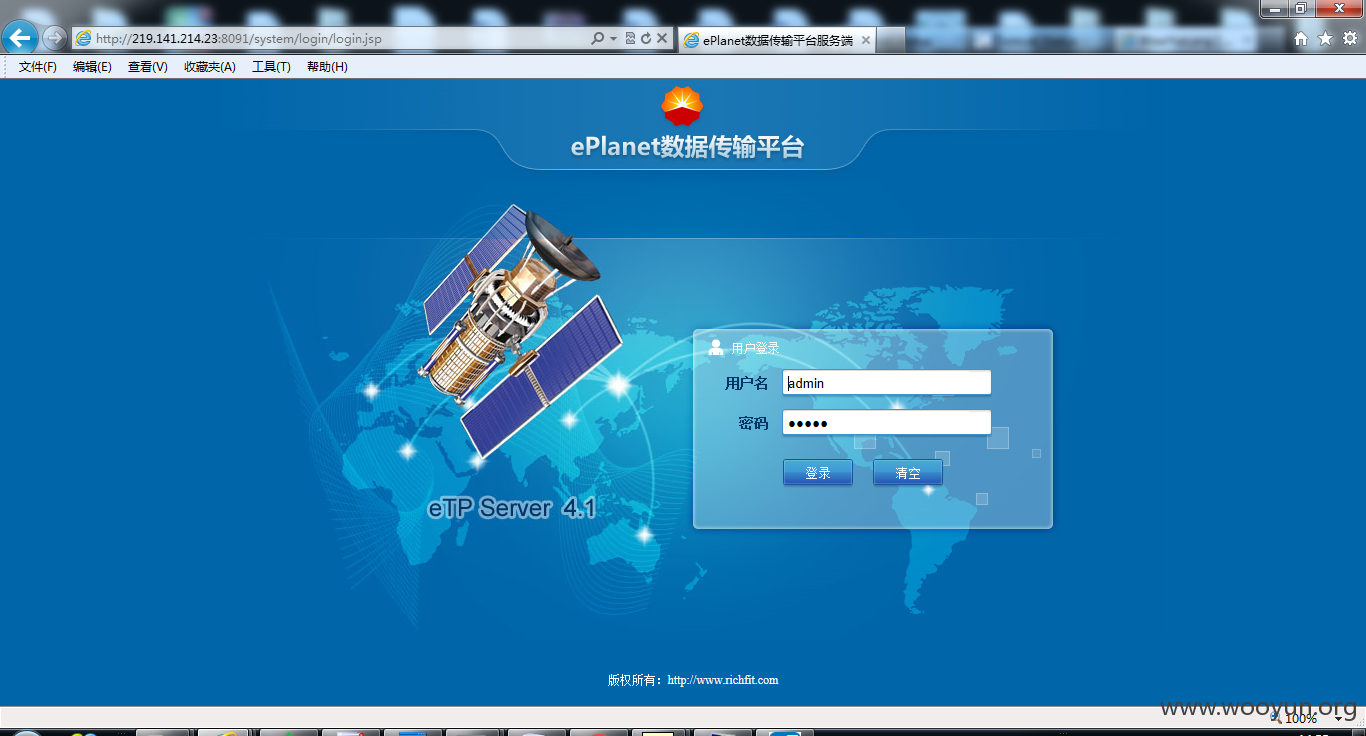 http://219.141.214.23:8091/system/login/login.jsp
ePlanet数据传输平台服务端
文件(F) 编辑(E) 查看(V) 收藏夹(A) 工具(T) 帮助(H)
ePlanet数据传输平台
用户登录
用户名 admin
密码 ●●●●●
登录 清空
eTP Server 4.1
版权所有：http://www.richfit.com
www.wooyun.org
100%